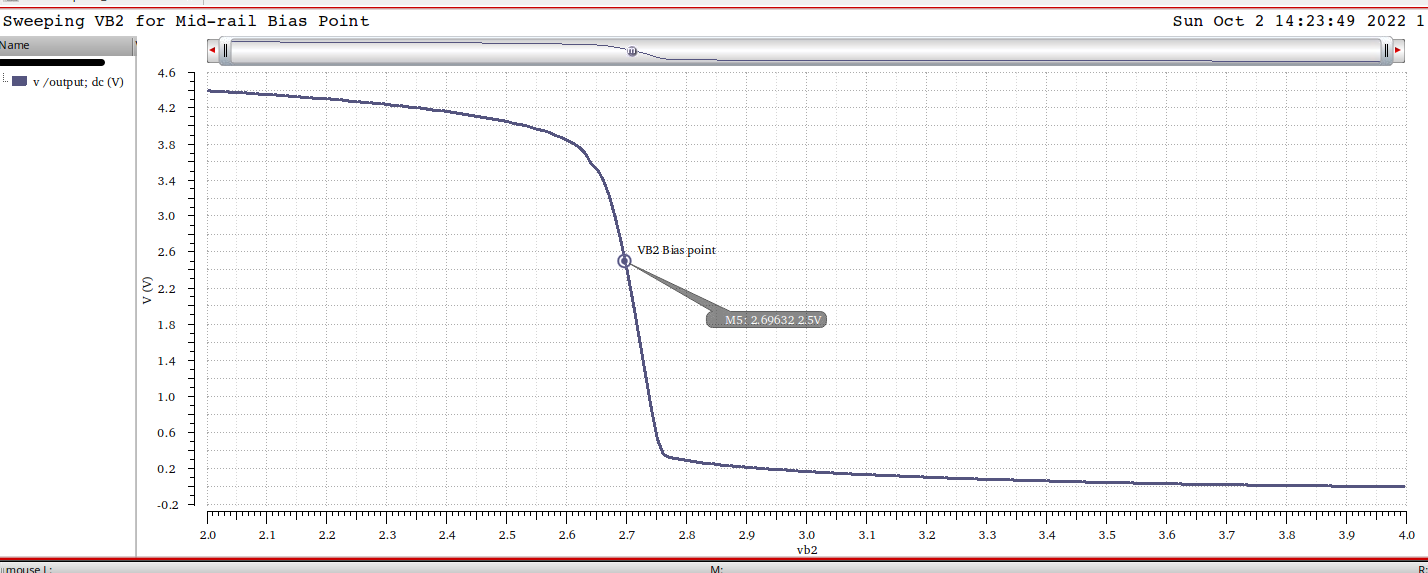 Sweeping VB2 for Mid-rail Bias Point
Sun Oct 2 14:23:49 2022 1
Name
v /output; dc (V)
4.6
4.2
3.8
3.4
3.0
2.6
2.2
1.8
1.4
1.0
0.6
0.2
-0.2
V (V)
VB2 Bias point
M5: 2.69632 2.5V
2.0 2.1 2.2 2.3 2.4 2.5 2.6 2.7 2.8 2.9 3.0 3.1 3.2 3.3 3.4 3.5 3.6 3.7 3.8 3.9 4.0
vb2
mouse L: M: R: